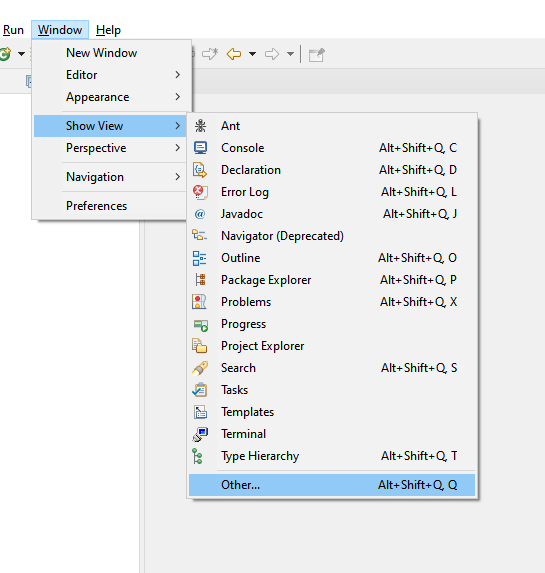 Run Window Help
New Window
Editor
Appearance
Show View
Perspective
Navigation
Preferences
Ant
Console Alt+Shift+Q, C
Declaration Alt+Shift+Q, D
Error Log Alt+Shift+Q, L
Javadoc Alt+Shift+Q, J
Navigator (Deprecated)
Outline Alt+Shift+Q, O
Package Explorer Alt+Shift+Q, P
Problems Alt+Shift+Q, X
Progress
Project Explorer
Search Alt+Shift+Q, S
Tasks
Templates
Terminal
Type Hierarchy Alt+Shift+Q, T
Other... Alt+Shift+Q, Q